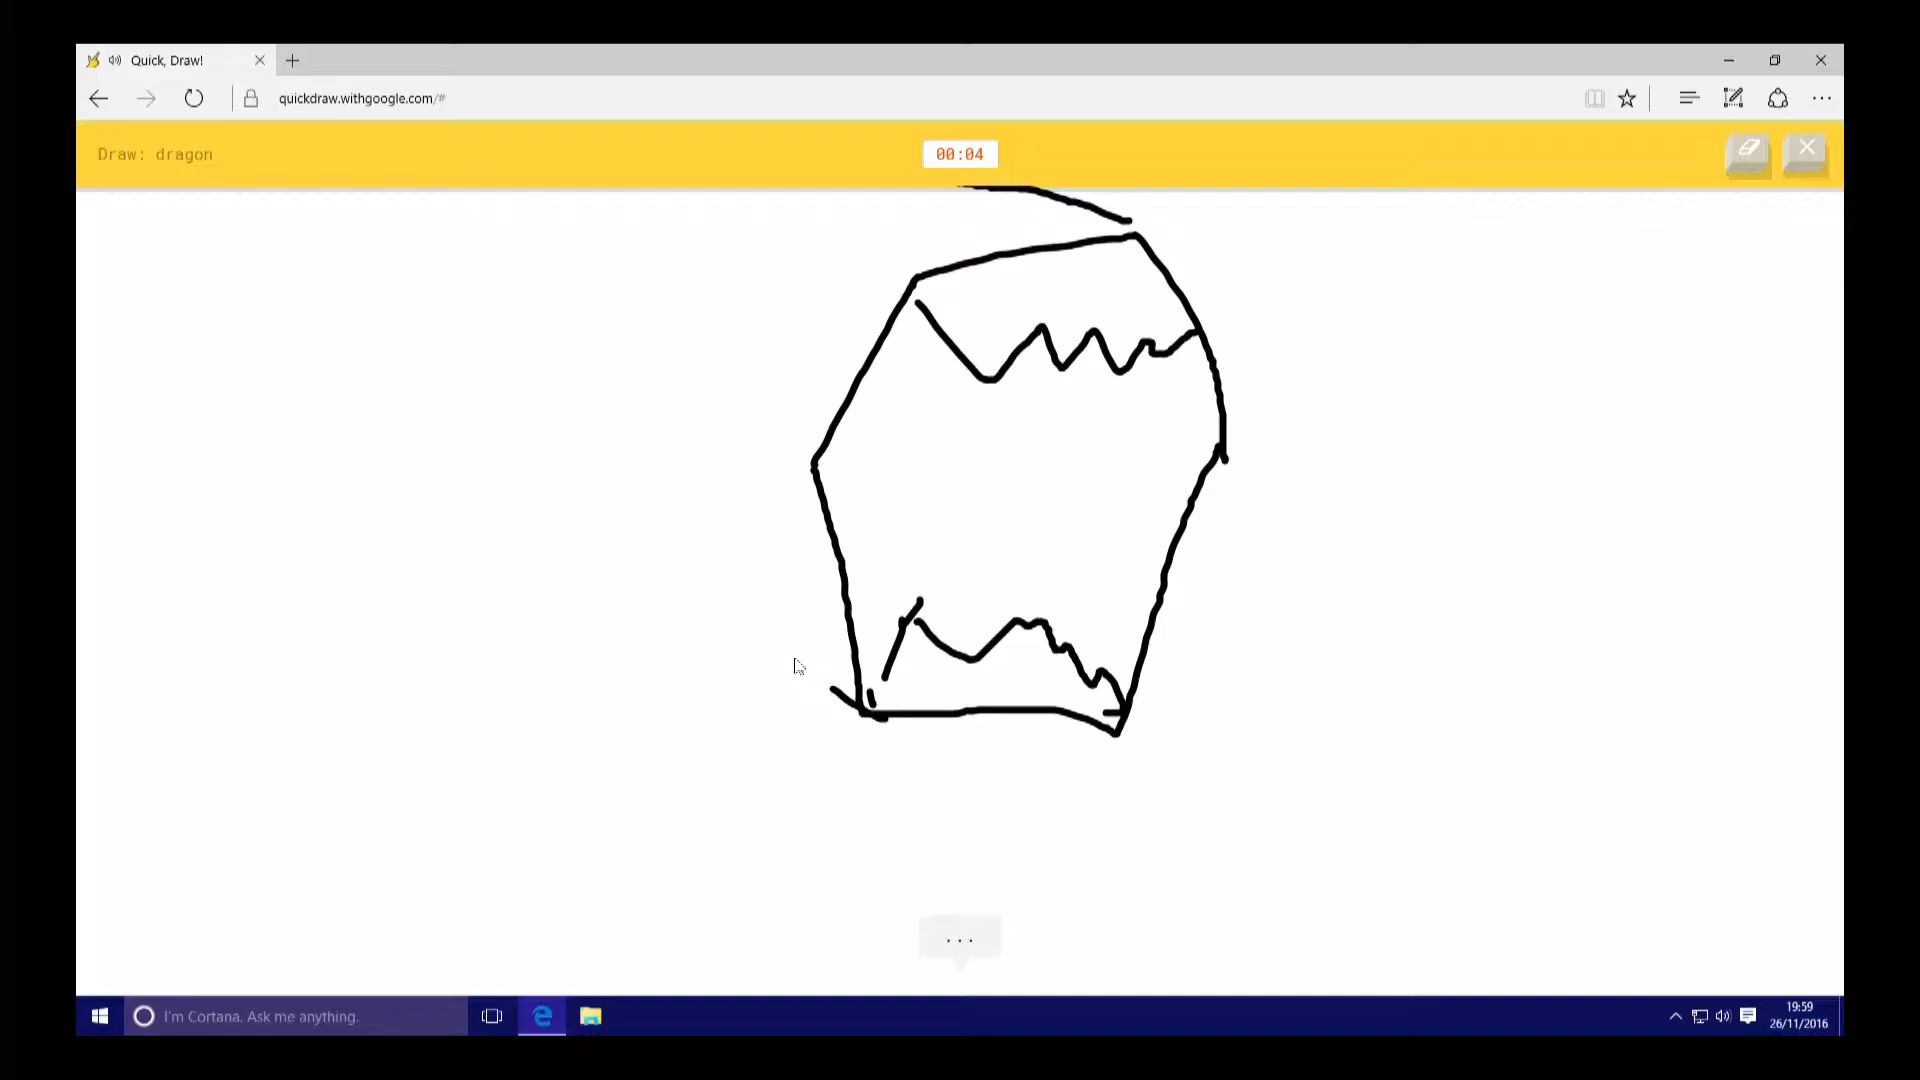 Quick, Draw!
quickdraw.withgoogle.com/#
Draw: dragon
00:04
...
I'm Cortana. Ask me anything.
19:59
26/11/2016